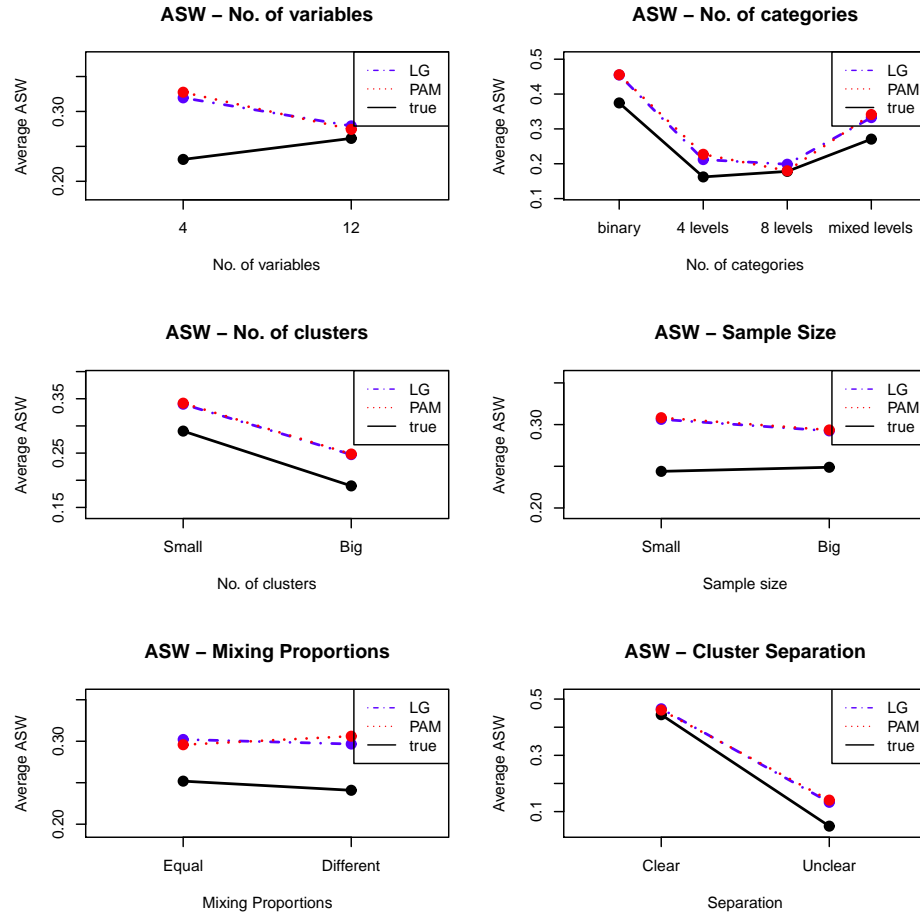 ASW – No. of variables
Average ASW
0.20
0.30
4
12
No. of variables
LG
PAM
true
ASW – No. of categories
Average ASW
0.1
0.2
0.3
0.4
0.5
binary
4 levels
8 levels
mixed levels
No. of categories
LG
PAM
true
ASW – No. of clusters
Average ASW
0.15
0.25
0.35
Small
Big
No. of clusters
LG
PAM
true
ASW – Sample Size
Average ASW
0.20
0.30
Small
Big
Sample size
LG
PAM
true
ASW – Mixing Proportions
Average ASW
0.20
0.30
Equal
Different
Mixing Proportions
LG
PAM
true
ASW – Cluster Separation
Average ASW
0.1
0.3
0.5
Clear
Unclear
Separation
LG
PAM
true